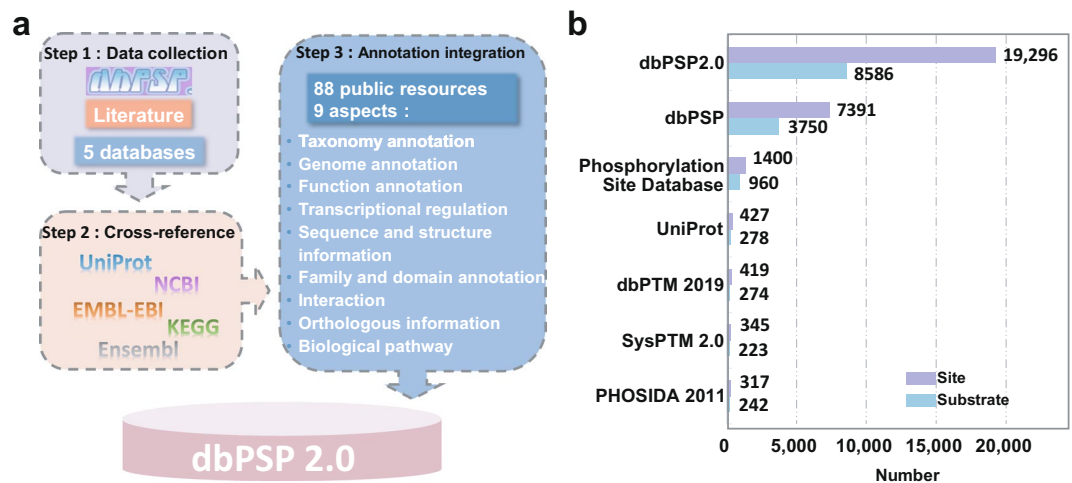 a
Step 1 : Data collection
dbPSP
Literature
5 databases
Step 2 : Cross-reference
UniProt
NCBI
EMBL-EBI
KEGG
Ensembl
Step 3 : Annotation integration
88 public resources
9 aspects :
• Taxonomy annotation
• Genome annotation
• Function annotation
• Transcriptional regulation
• Sequence and structure
information
• Family and domain annotation
• Interaction
• Orthologous information
• Biological pathway
dbPSP 2.0
b
dbPSP2.0
19,296
8586
dbPSP
7391
3750
Phosphorylation
Site Database
1400
960
UniProt
427
278
dbPTM 2019
419
274
SysPTM 2.0
345
223
PHOSIDA 2011
317
242
Site
Substrate
0 5,000 10,000 15,000 20,000
Number